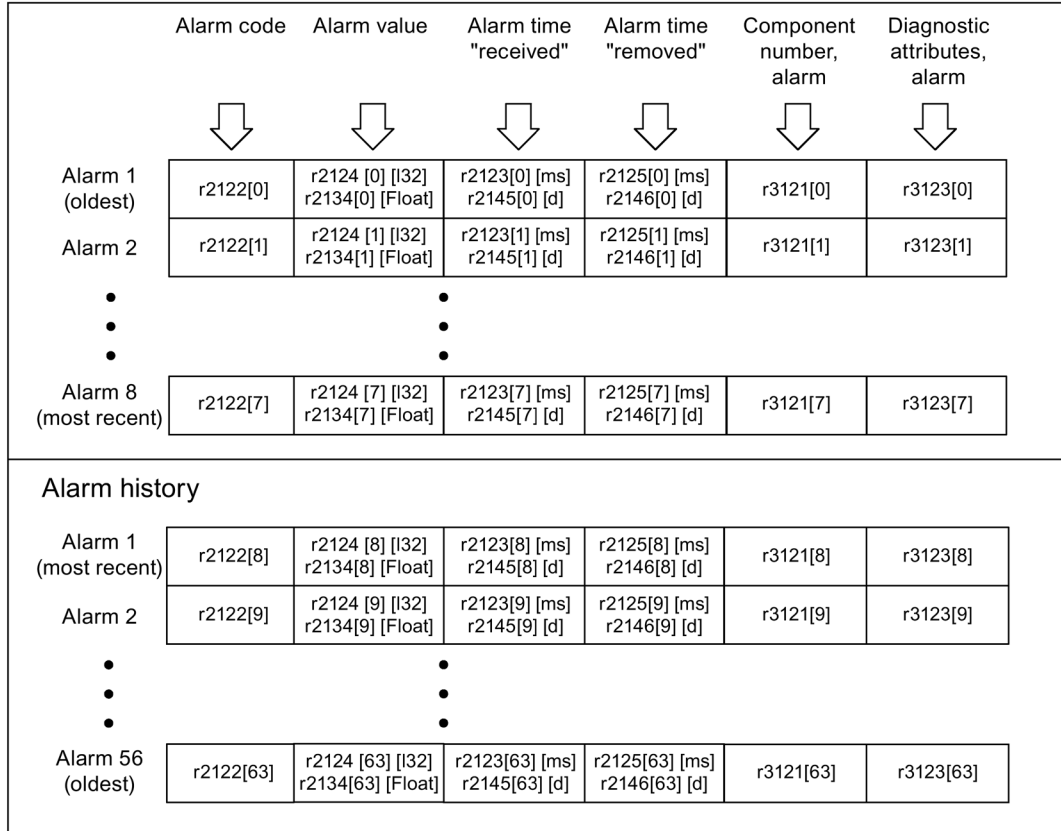 Alarm code Alarm value Alarm time "received" Alarm time "removed" Component number, alarm Diagnostic attributes, alarm
Alarm 1 (oldest) r2122[0] r2124 [0] [I32] r2134[0] [Float] r2123[0] [ms] r2145[0] [d] r2125[0] [ms] r2146[0] [d] r3121[0] r3123[0]
Alarm 2 r2122[1] r2124 [1] [I32] r2134[1] [Float] r2123[1] [ms] r2145[1] [d] r2125[1] [ms] r2146[1] [d] r3121[1] r3123[1]
Alarm 8 (most recent) r2122[7] r2124 [7] [I32] r2134[7] [Float] r2123[7] [ms] r2145[7] [d] r2125[7] [ms] r2146[7] [d] r3121[7] r3123[7]
Alarm history
Alarm 1 (most recent) r2122[8] r2124 [8] [I32] r2134[8] [Float] r2123[8] [ms] r2145[8] [d] r2125[8] [ms] r2146[8] [d] r3121[8] r3123[8]
Alarm 2 r2122[9] r2124 [9] [I32] r2134[9] [Float] r2123[9] [ms] r2145[9] [d] r2125[9] [ms] r2146[9] [d] r3121[9] r3123[9]
Alarm 56 (oldest) r2122[63] r2124 [63] [I32] r2134[63] [Float] r2123[63] [ms] r2145[63] [d] r2125[63] [ms] r2146[63] [d] r3121[63] r3123[63]